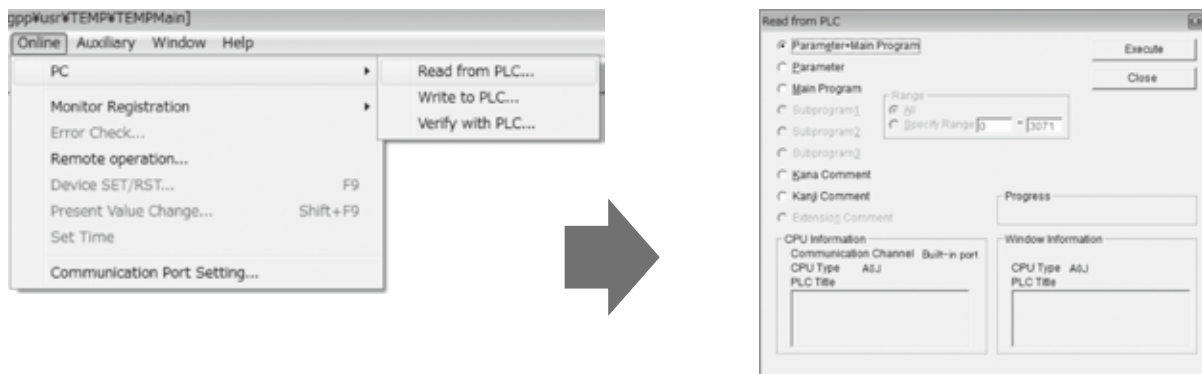 gpp¥usr¥TEMP¥TEMPMain]
Online Auxiliary Window Help
PC
Monitor Registration
Error Check...
Remote operation...
Device SET/RST... F9
Present Value Change... Shift+F9
Set Time
Communication Port Setting...
Read from PLC...
Write to PLC...
Verify with PLC...
Read from PLC
Parameter+Main Program
Parameter
Main Program
Subprogram1
Subprogram2
Subprogram3
Kana Comment
Kanji Comment
Extension Comment
Range
All
Specify Range 0 - 3071
Execute
Close
Progress
CPU Information
Communication Channel Built-in port
CPU Type A0J
PLC Title
Window Information
CPU Type A0J
PLC Title